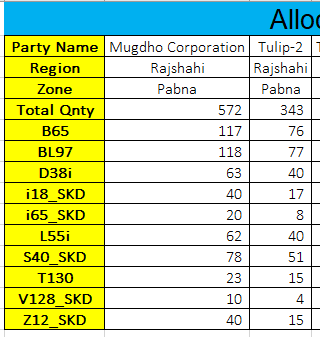 Allo
Party Name Mugdho Corporation Tulip-2
Region Rajshahi Rajshahi
Zone Pabna Pabna
Total Qnty 572 343
B65 117 76
BL97 118 77
D38i 63 40
i18_SKD 40 17
i65_SKD 20 8
L55i 62 40
S40_SKD 78 51
T130 23 15
V128_SKD 10 4
Z12_SKD 40 15